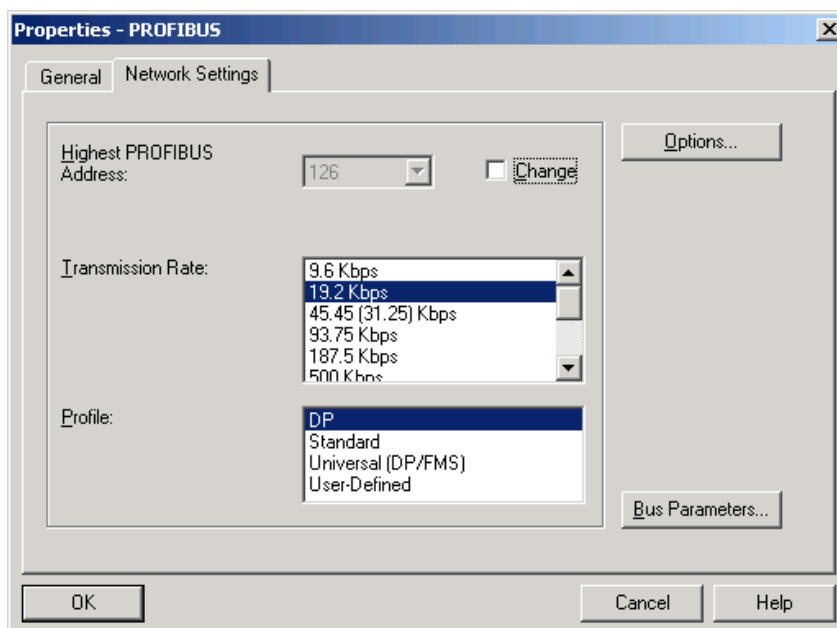 Properties - PROFIBUS
General
Network Settings
Highest PROFIBUS
Address:
126
Change
Options...
Transmission Rate:
9.6 Kbps
19.2 Kbps
45.45 (31.25) Kbps
93.75 Kbps
187.5 Kbps
500 Kbps
Profile:
DP
Standard
Universal (DP/FMS)
User-Defined
Bus Parameters...
OK
Cancel
Help